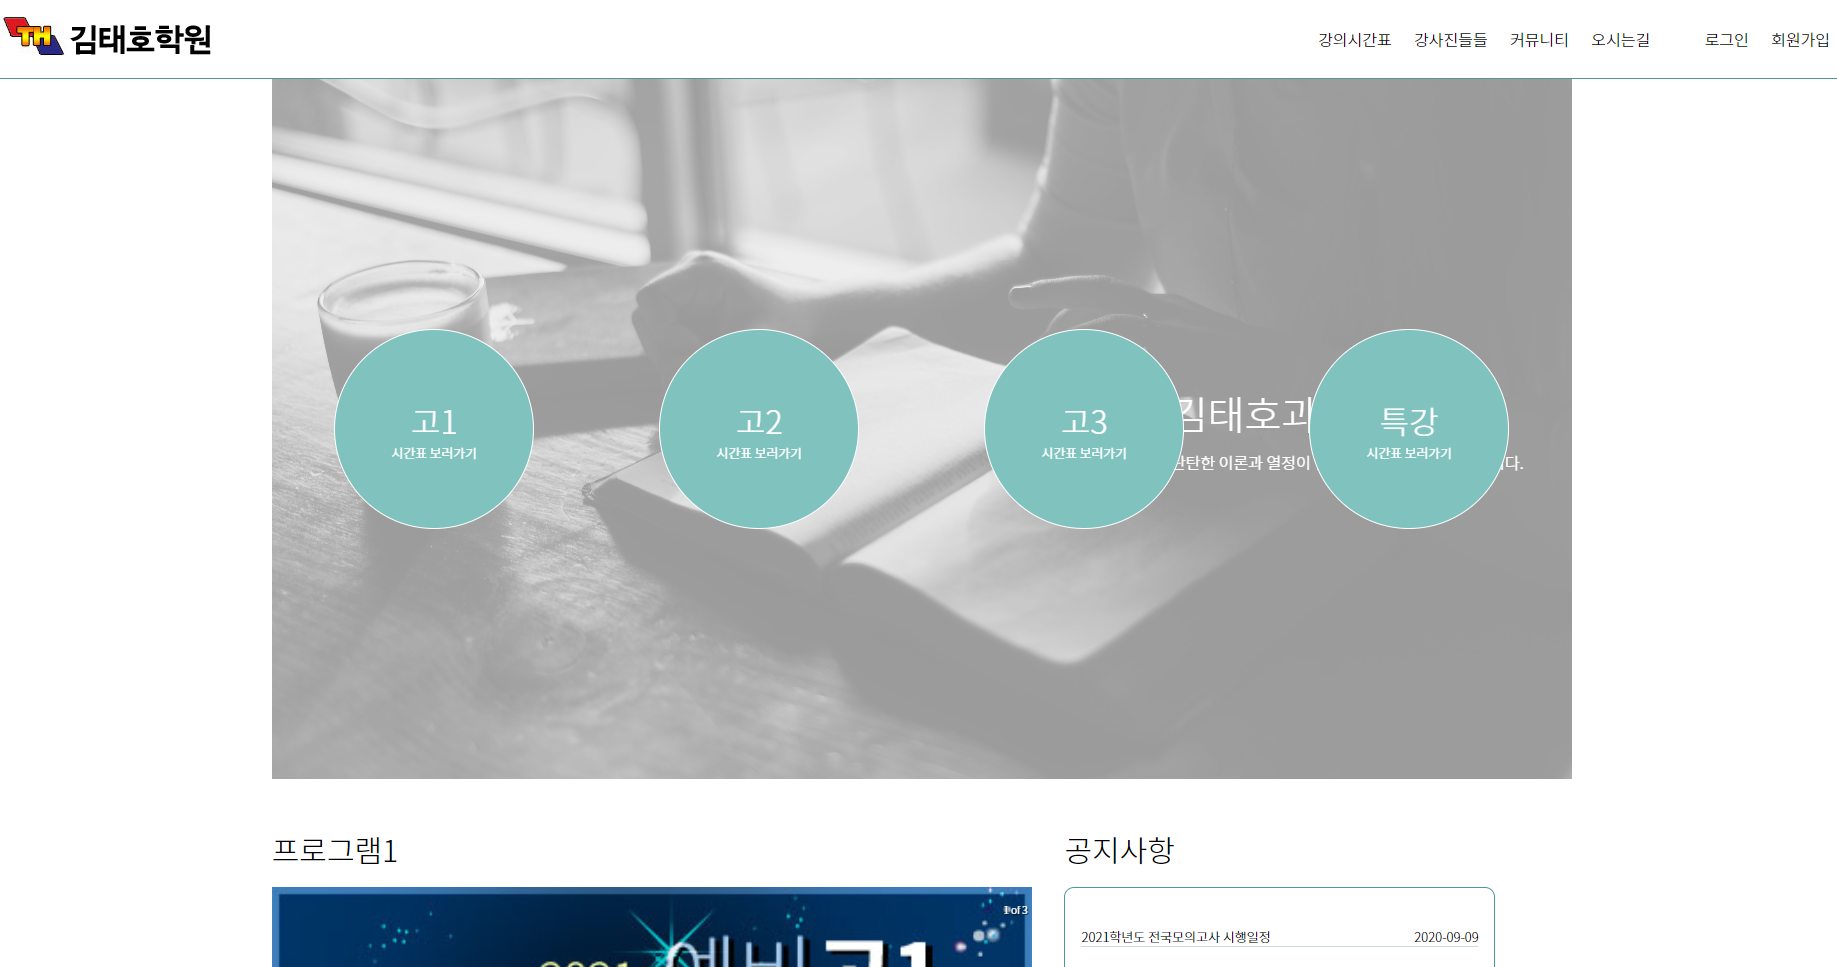 TH 김태호학원
강의시간표 강사진들들 커뮤니티 오시는길 로그인 회원가입
고1
시간표 보러가기
고2
시간표 보러가기
고3
시간표 보러가기
김태호과
탄한 이론과 열정이
특강
시간표 보러가기
다.
프로그램1
공지사항
1 of 3
2021학년도 전국모의고사 시행일정 2020-09-09
2021 예비 고1